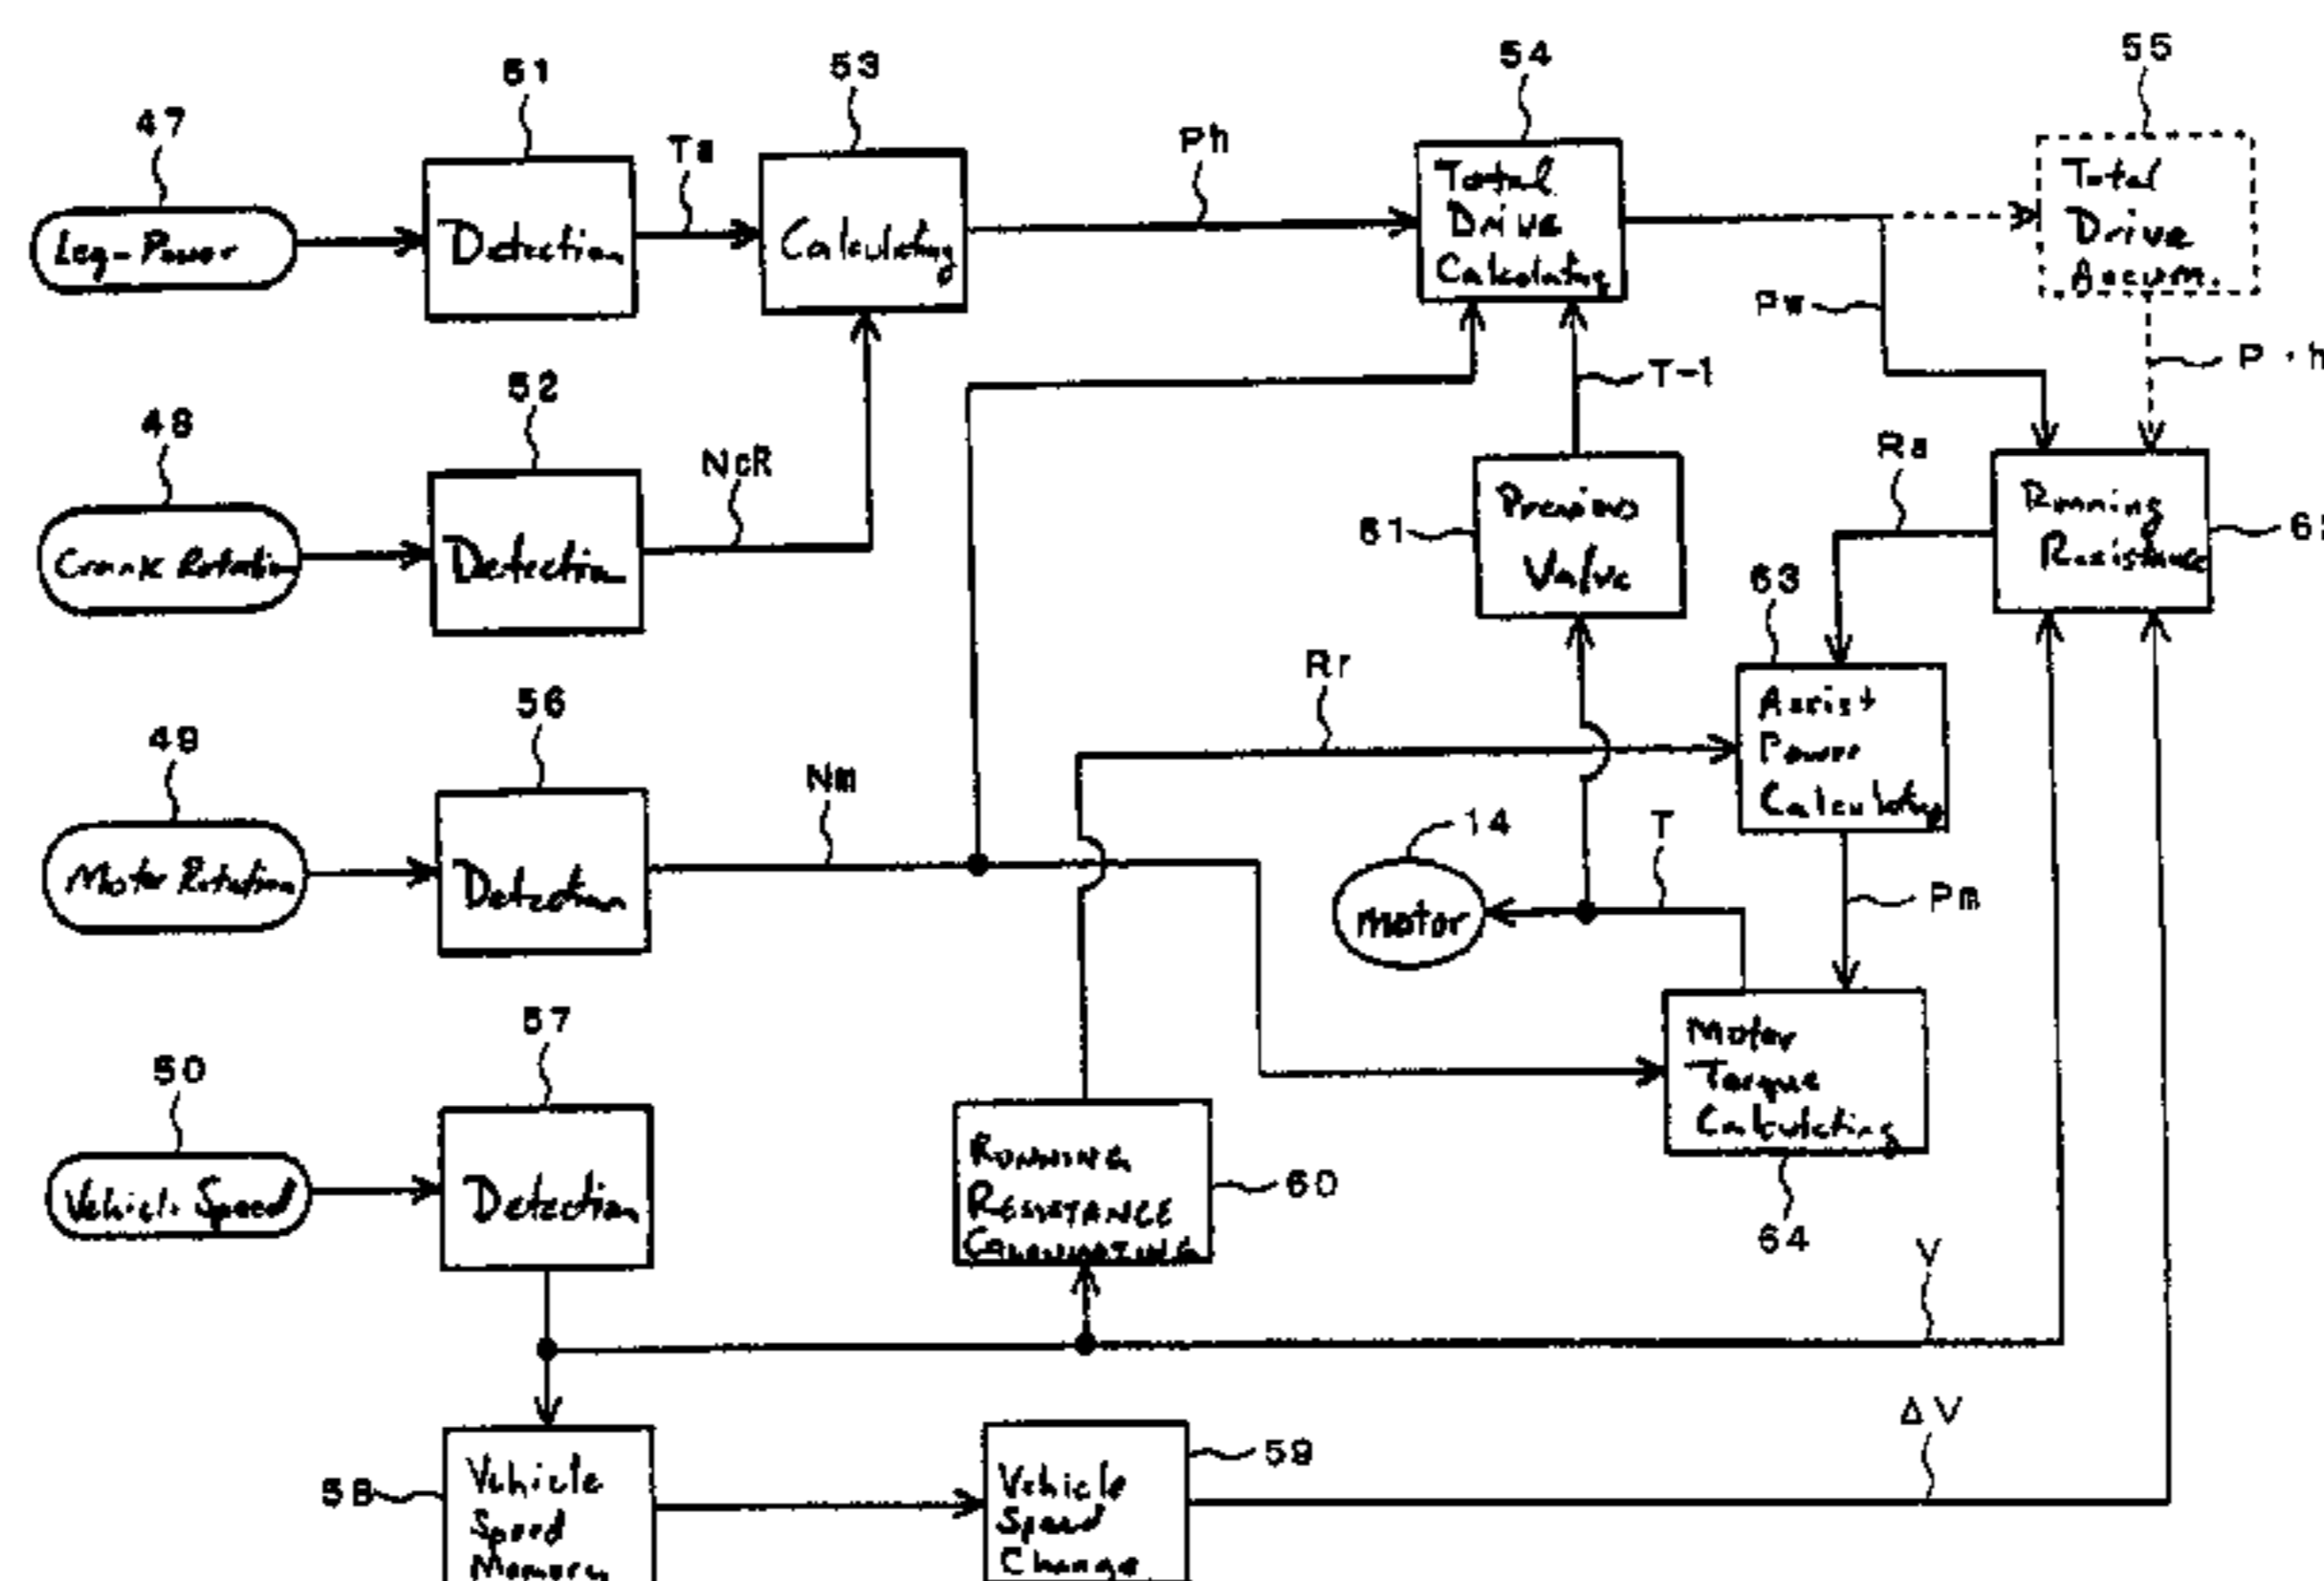 47
51
Ta
53
Ph
54
55
Leg-Power
Detection
Calculating
Total
Drive
Calculating
Total
Drive
Accum.
Pw
48
52
NcR
T-1
Ra
Crank Rotation
Detection
61
Previous
Value
Running
Resistance
63
49
56
Nm
Rr
Assist
Power
Calculating
Motor Rotation
Detection
14
motor
T
Pm
50
57
Vehicle Speed
Detection
Running
Resistance
60
Motor
Torque
Calculating
64
V
58
Vehicle
Speed
Memory
Vehicle
Speed
Change
59
ΔV